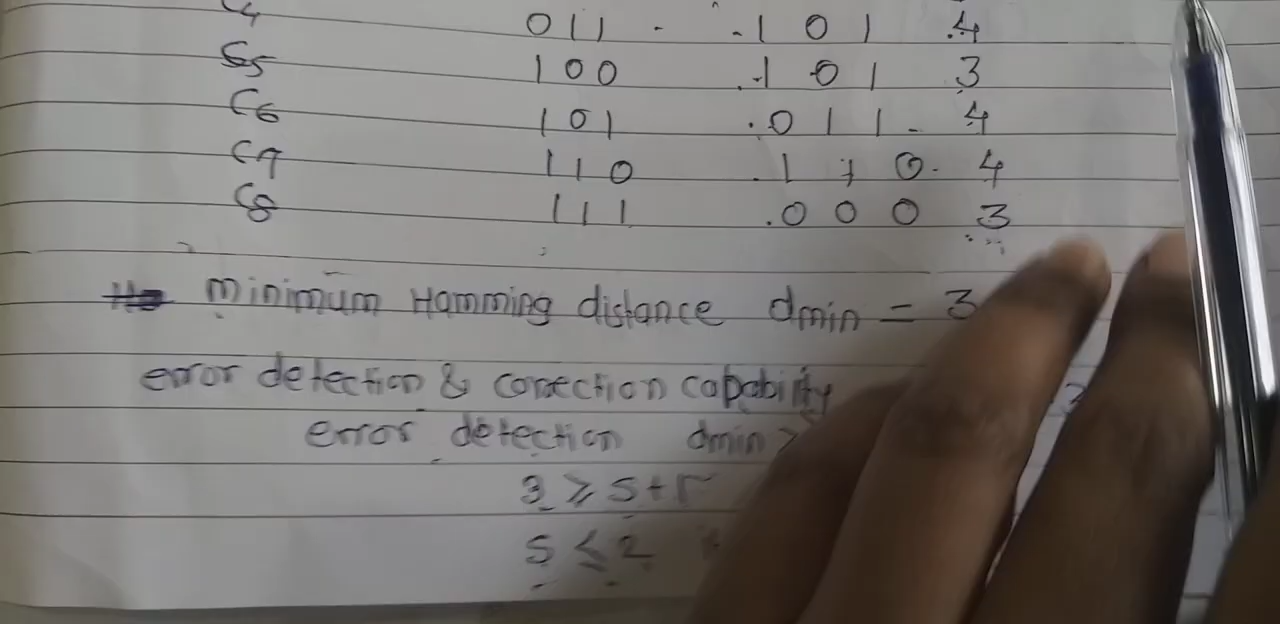 C4 011 101 4
C5 100 101 3
C6 101 011 4
C7 110 110 4
C8 111 000 3
minimum Hamming distance dmin = 3
error detection & correction capability
error detection dmin >
3 ≥ s+1
s ≤ 2